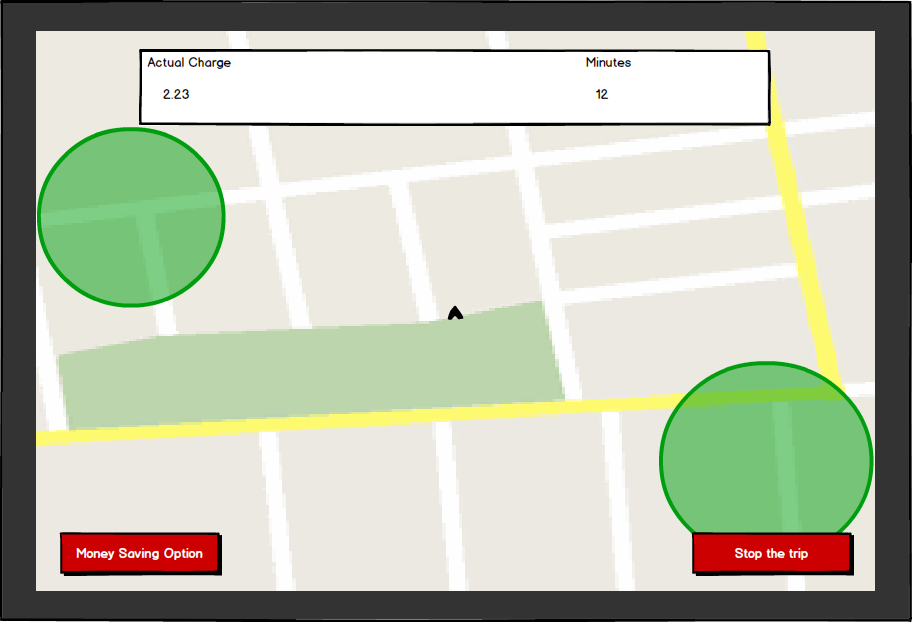 Actual Charge
Minutes
2.23
12
Money Saving Option
Stop the trip